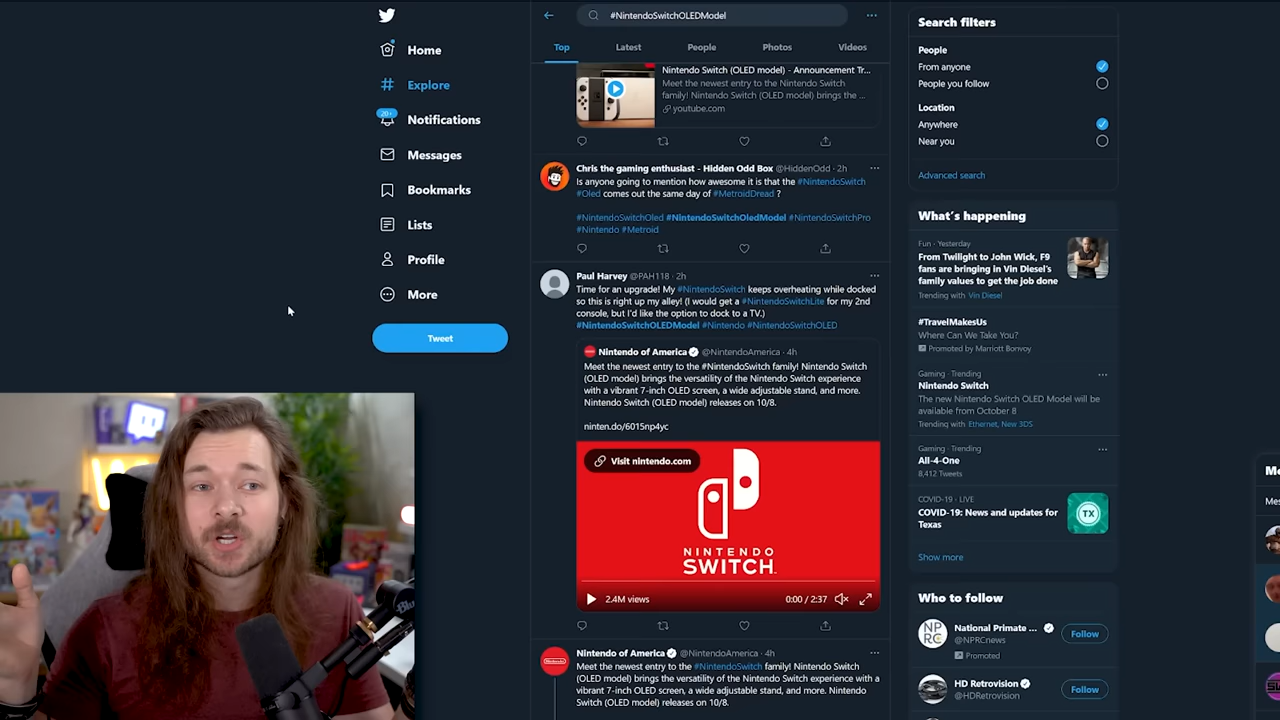 Home
Explore
20+
Notifications
Messages
Bookmarks
Lists
Profile
More
Tweet
#NintendoSwitchOLEDModel
Top
Latest
People
Photos
Videos
Nintendo Switch (OLED model) - Announcement Tr...
Meet the newest entry to the Nintendo Switch
family! Nintendo Switch (OLED model) brings the ...
youtube.com
Chris the gaming enthusiast - Hidden Odd Box @HiddenOdd · 2h
Is anyone going to mention how awesome it is that the #NintendoSwitch
#Oled comes out the same day of #MetroidDread ?
#NintendoSwitchOled #NintendoSwitchOledModel #NintendoSwitchPro
#Nintendo #Metroid
Paul Harvey @PAH118 · 2h
Time for an upgrade! My #NintendoSwitch keeps overheating while docked
so this is right up my alley! (I would get a #NintendoSwitchLite for my 2nd
console, but I'd like the option to dock to a TV.)
#NintendoSwitchOLEDModel #Nintendo #NintendoSwitchOLED
Nintendo of America @NintendoAmerica · 4h
Meet the newest entry to the #NintendoSwitch family! Nintendo Switch
(OLED model) brings the versatility of the Nintendo Switch experience
with a vibrant 7-inch OLED screen, a wide adjustable stand, and more.
Nintendo Switch (OLED model) releases on 10/8.
ninten.do/6015np4yc
Visit nintendo.com
NINTENDO
SWITCH
2.4M views
0:00 / 2:37
Nintendo of America @NintendoAmerica · 4h
Meet the newest entry to the #NintendoSwitch family! Nintendo Switch
(OLED model) brings the versatility of the Nintendo Switch experience with a
vibrant 7-inch OLED screen, a wide adjustable stand, and more. Nintendo
Switch (OLED model) releases on 10/8.
Search filters
People
From anyone
People you follow
Location
Anywhere
Near you
Advanced search
What's happening
Fun · Yesterday
From Twilight to John Wick, F9
fans are bringing in Vin Diesel's
family values to get the job done
Trending with Vin Diesel
#TravelMakesUs
Where Can We Take You?
Promoted by Marriott Bonvoy
Gaming · Trending
Nintendo Switch
The new Nintendo Switch OLED Model will be
available from October 8
Trending with Ethernet, New 3DS
Gaming · Trending
All-4-One
8,412 Tweets
COVID-19 · LIVE
COVID-19: News and updates for
Texas
TX
Show more
Who to follow
NP
RC
National Primate ...
@NPRCnews
Promoted
Follow
HD Retrovision
@HDRetrovision
Follow